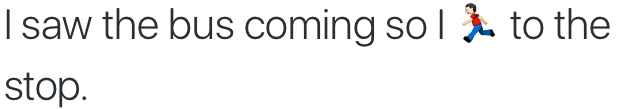 I saw the bus coming so I 🏃🏻 to the
stop.